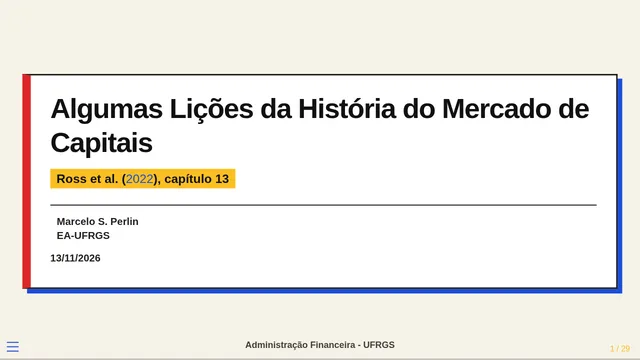 Algumas Lições da História do Mercado de
Capitais
Ross et al. (2022), capítulo 13
Marcelo S. Perlin
EA-UFRGS
13/11/2026
Administração Financeira - UFRGS
1 / 29